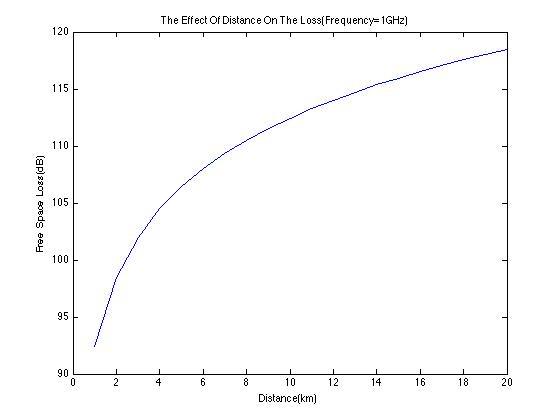 The Effect Of Distance On The Loss(Frequency=1GHz)
120
115
110
105
100
95
90
Free Space Loss(dB)
0 2 4 6 8 10 12 14 16 18 20
Distance(km)